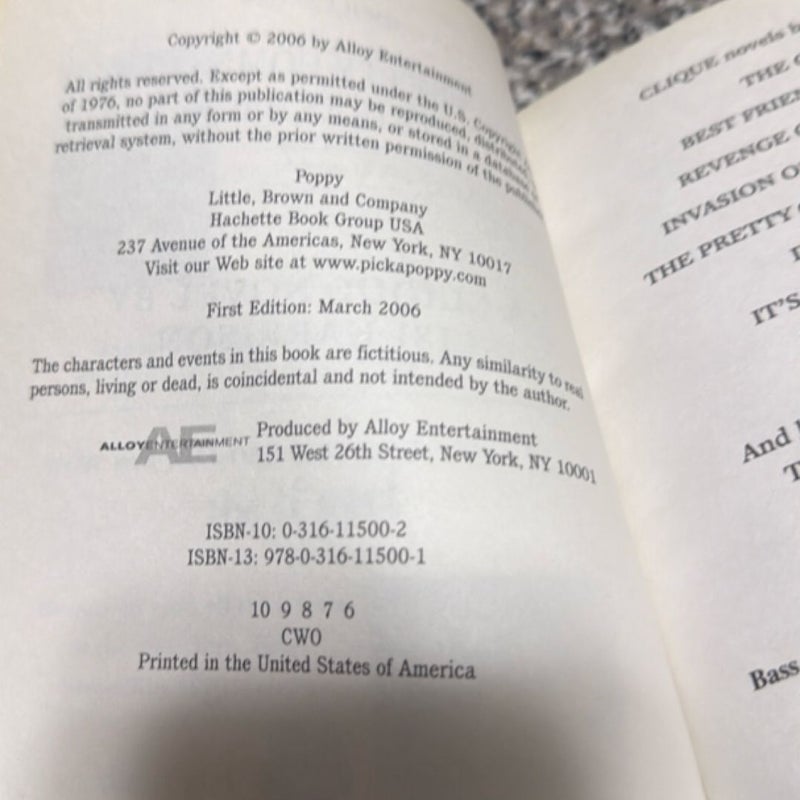 Copyright © 2006 by Alloy Entertainment
All rights reserved. Except as permitted under the U.S. Copyright
of 1976, no part of this publication may be reproduced, distributed
transmitted in any form or by any means, or stored in a database
retrieval system, without the prior written permission of the publisher
Poppy
Little, Brown and Company
Hachette Book Group USA
237 Avenue of the Americas, New York, NY 10017
Visit our Web site at www.pickapoppy.com
First Edition: March 2006
The characters and events in this book are fictitious. Any similarity to real
persons, living or dead, is coincidental and not intended by the author.
ALLOYENTERTAINMENT
Produced by Alloy Entertainment
151 West 26th Street, New York, NY 10001
ISBN-10: 0-316-11500-2
ISBN-13: 978-0-316-11500-1
10 9 8 7 6
CWO
Printed in the United States of America
CLIQUE novels
THE
BEST
REVENGE
INVASION
THE PRETTY
IT'S
And
Bass